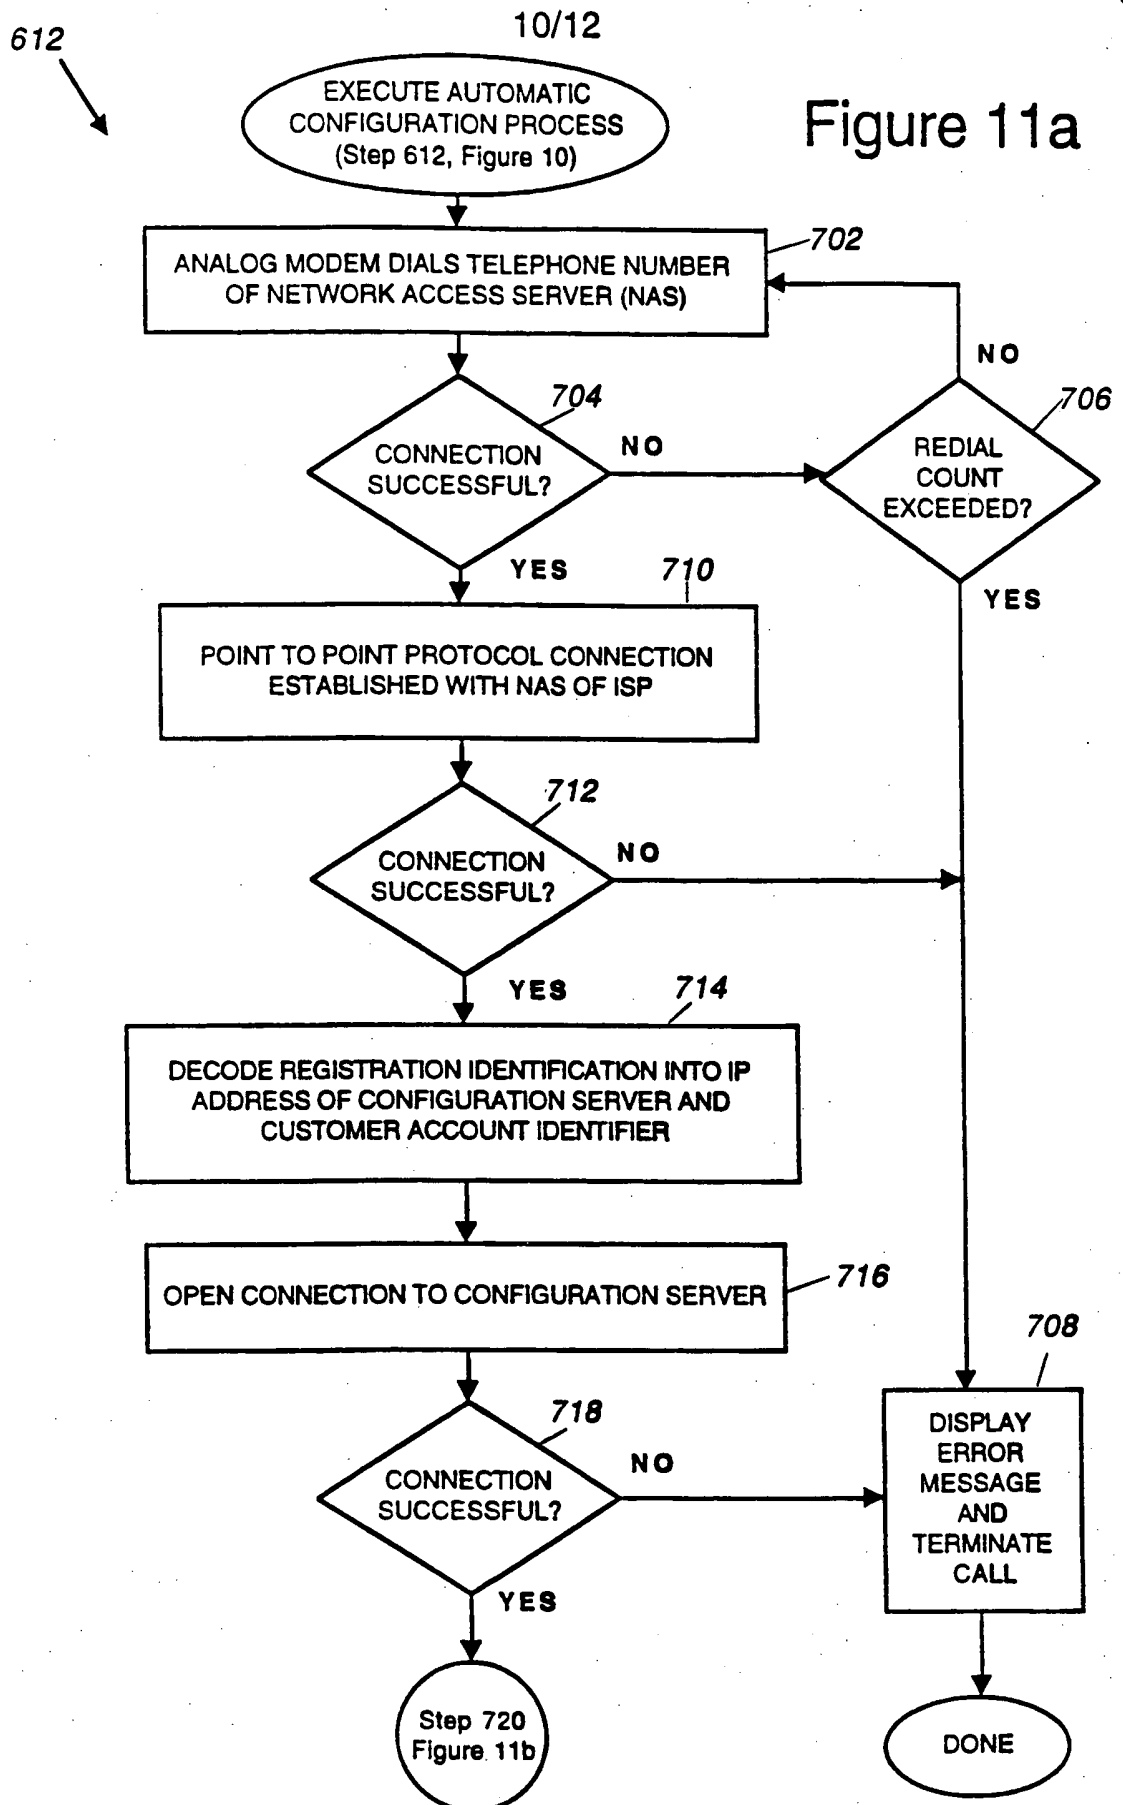 10/12
612
EXECUTE AUTOMATIC
CONFIGURATION PROCESS
(Step 612, Figure 10)
Figure 11a
702
ANALOG MODEM DIALS TELEPHONE NUMBER
OF NETWORK ACCESS SERVER (NAS)
NO
704
706
CONNECTION
SUCCESSFUL?
NO
REDIAL
COUNT
EXCEEDED?
YES
710
YES
POINT TO POINT PROTOCOL CONNECTION
ESTABLISHED WITH NAS OF ISP
712
CONNECTION
SUCCESSFUL?
NO
YES
714
DECODE REGISTRATION IDENTIFICATION INTO IP
ADDRESS OF CONFIGURATION SERVER AND
CUSTOMER ACCOUNT IDENTIFIER
716
OPEN CONNECTION TO CONFIGURATION SERVER
708
718
CONNECTION
SUCCESSFUL?
NO
DISPLAY
ERROR
MESSAGE
AND
TERMINATE
CALL
YES
Step 720
Figure 11b
DONE